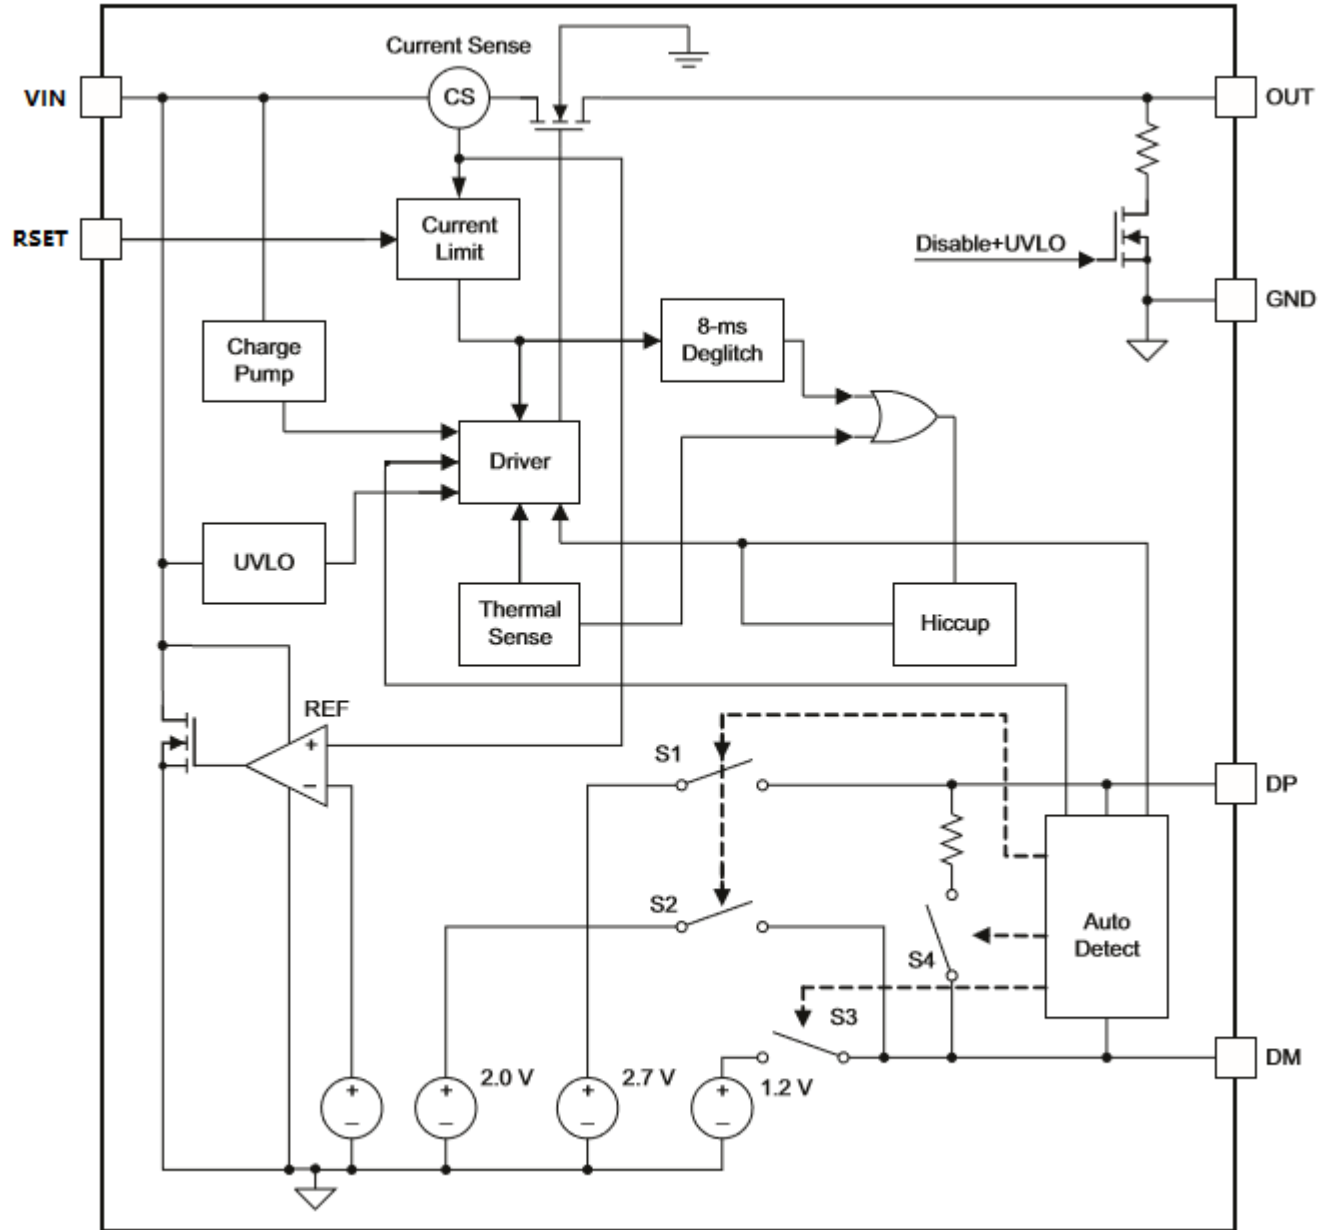 Current Sense
VIN
CS
OUT
RSET
Current
Limit
Disable+UVLO
GND
8-ms
Deglitch
Charge
Pump
Driver
UVLO
Thermal
Sense
Hiccup
REF
+
−
S1
DP
S2
Auto
Detect
S4
S3
DM
2.0 V
2.7 V
1.2 V
+
−
+
−
+
−
+
−